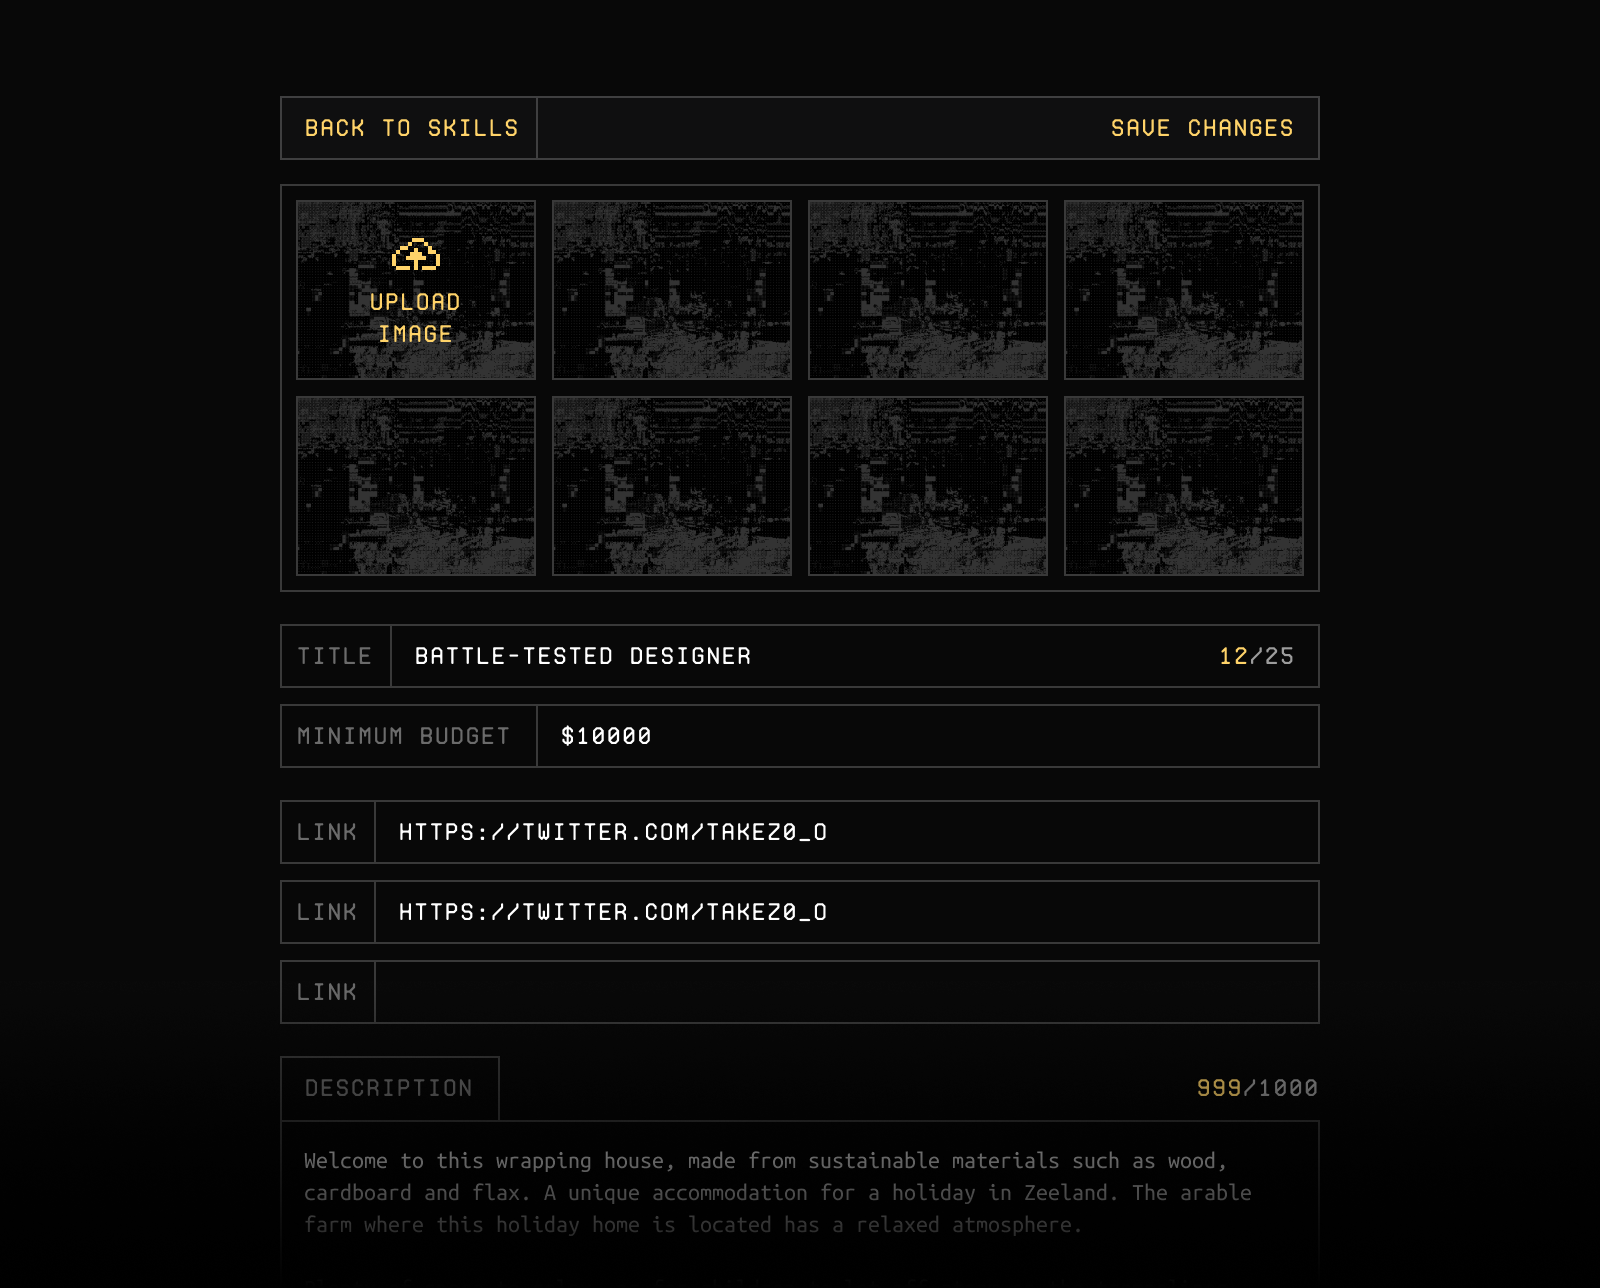 BACK TO SKILLS
SAVE CHANGES
UPLOAD
IMAGE
TITLE
BATTLE-TESTED DESIGNER
12/25
MINIMUM BUDGET
$10000
LINK
HTTPS://TWITTER.COM/TAKEZ0_O
LINK
HTTPS://TWITTER.COM/TAKEZ0_O
LINK
DESCRIPTION
999/1000
Welcome to this wrapping house, made from sustainable materials such as wood,
cardboard and flax. A unique accommodation for a holiday in Zeeland. The arable
farm where this holiday home is located has a relaxed atmosphere.